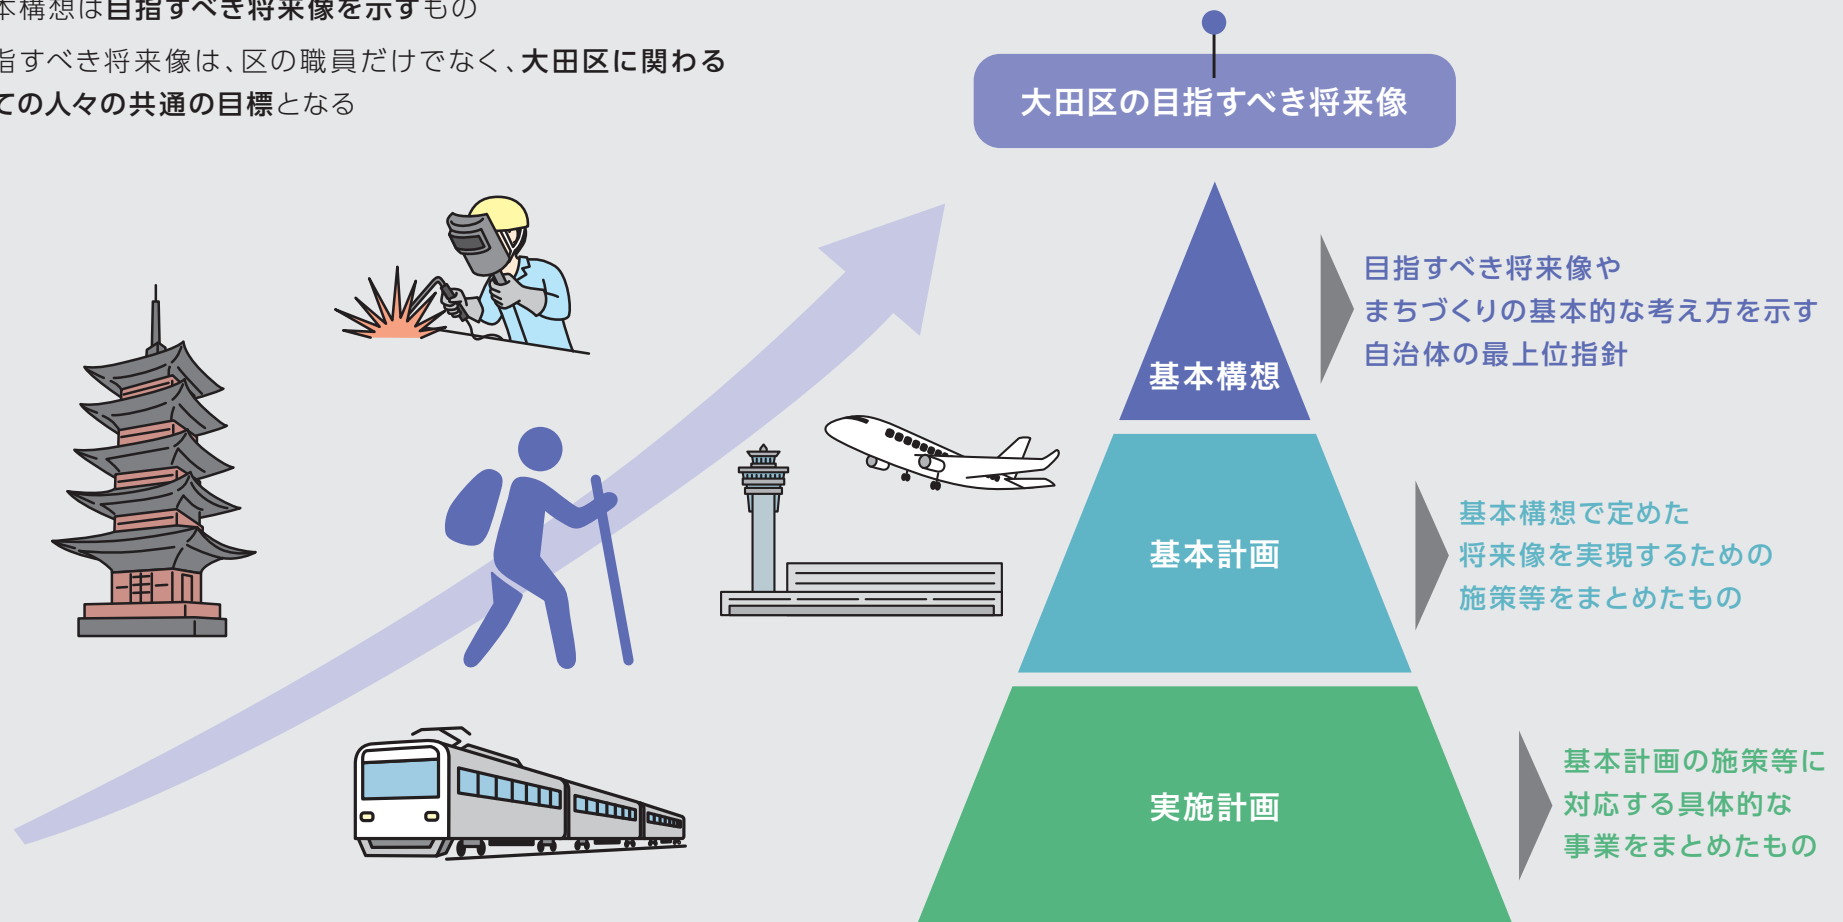 本構想は目指すべき将来像を示すもの
指すべき将来像は、区の職員だけでなく、大田区に関わる
ての人々の共通の目標となる
大田区の目指すべき将来像
基本構想
目指すべき将来像や
まちづくりの基本的な考え方を示す
自治体の最上位指針
基本計画
基本構想で定めた
将来像を実現するための
施策等をまとめたもの
実施計画
基本計画の施策等に
対応する具体的な
事業をまとめたもの